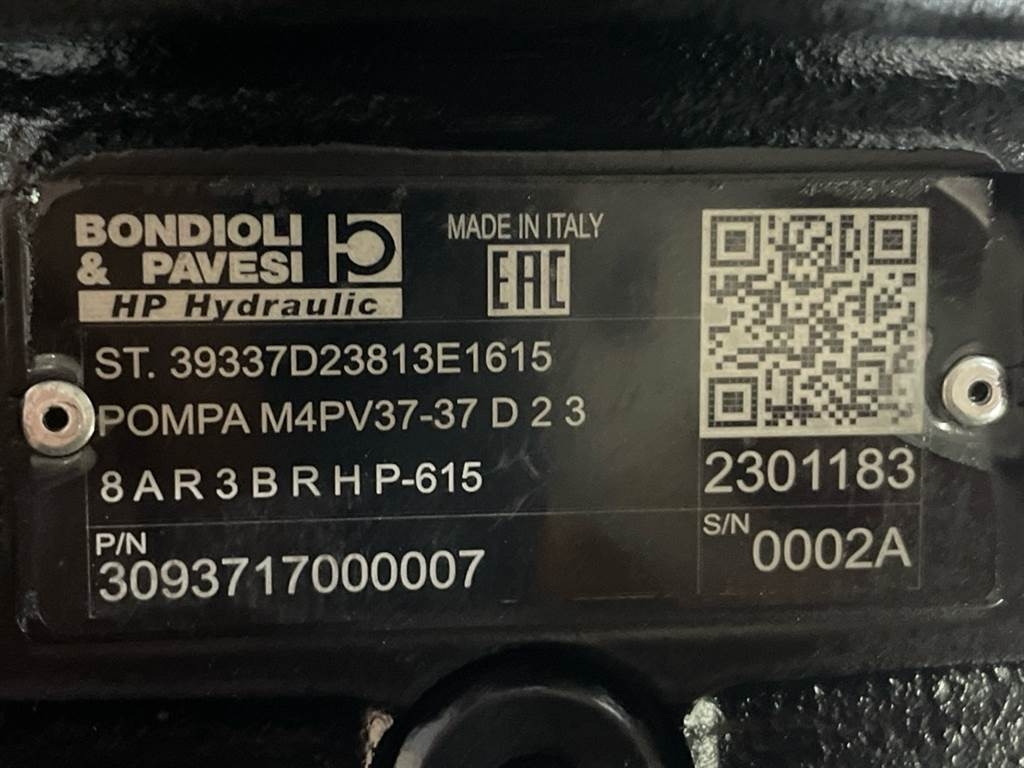 BONDIOLI
& PAVESI
HP Hydraulic
MADE IN ITALY
EAC
ST. 39337D23813E1615
POMPA M4PV37-37 D 2 3
8 A R 3 B R H P-615
P/N
3093717000007
2301183
S/N 0002A